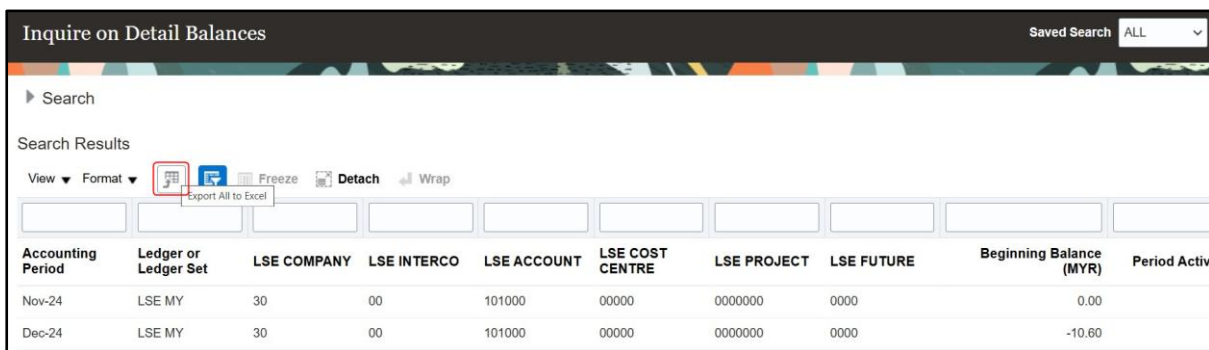 Inquire on Detail Balances Saved Search ALL
Search
Search Results
View Format Freeze Detach Wrap
Export All to Excel
Accounting Period Ledger or Ledger Set LSE COMPANY LSE INTERCO LSE ACCOUNT LSE COST CENTRE LSE PROJECT LSE FUTURE Beginning Balance (MYR) Period Activ
Nov-24 LSE MY 30 00 101000 00000 0000000 0000 0.00
Dec-24 LSE MY 30 00 101000 00000 0000000 0000 -10.60